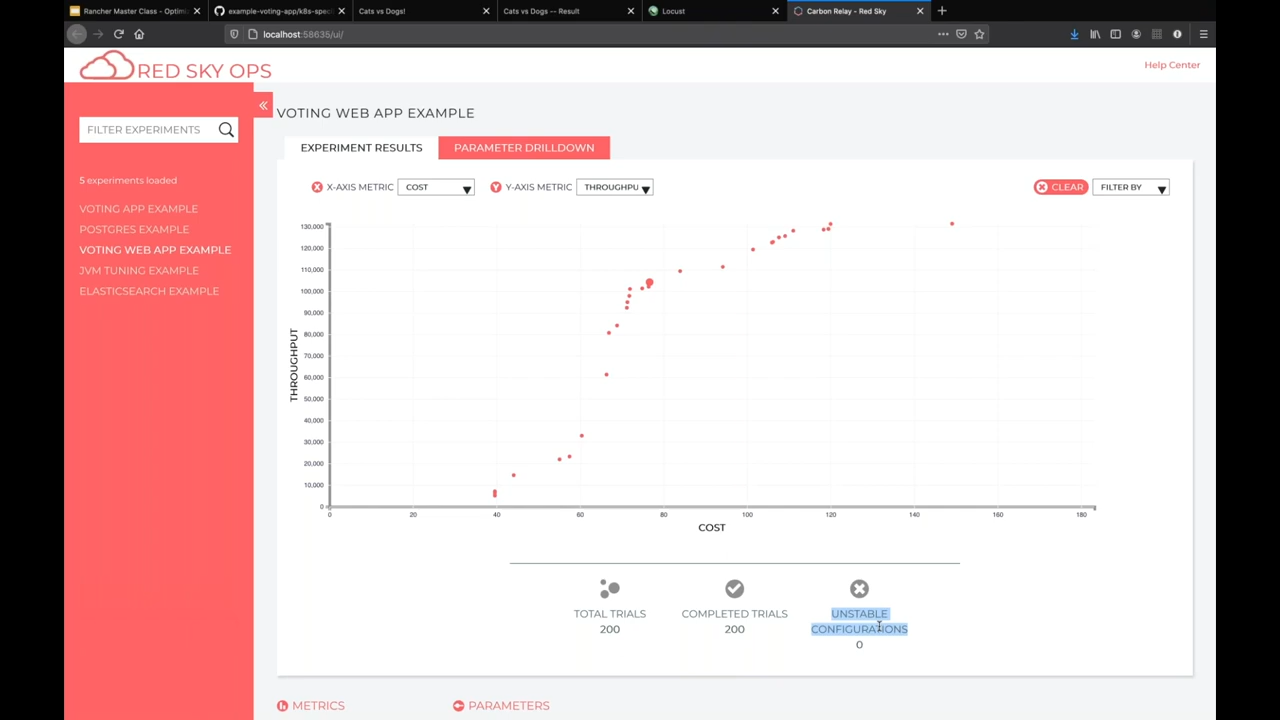 Rancher Master Class - Optimi
example-voting-app/k8s-speci
Cats vs Dogs!
Cats vs Dogs -- Result
Locust
Carbon Relay - Red Sky
localhost:58635/ui/
RED SKY OPS
Help Center
FILTER EXPERIMENTS
5 experiments loaded
VOTING APP EXAMPLE
POSTGRES EXAMPLE
VOTING WEB APP EXAMPLE
JVM TUNING EXAMPLE
ELASTICSEARCH EXAMPLE
VOTING WEB APP EXAMPLE
EXPERIMENT RESULTS
PARAMETER DRILLDOWN
X X-AXIS METRIC COST
Y Y-AXIS METRIC THROUGHPU
CLEAR
FILTER BY
THROUGHPUT
130,000
120,000
110,000
100,000
90,000
80,000
70,000
60,000
50,000
40,000
30,000
20,000
10,000
0
0 20 40 60 80 100 120 140 160 180
COST
TOTAL TRIALS
200
COMPLETED TRIALS
200
UNSTABLE
CONFIGURATIONS
0
METRICS
PARAMETERS